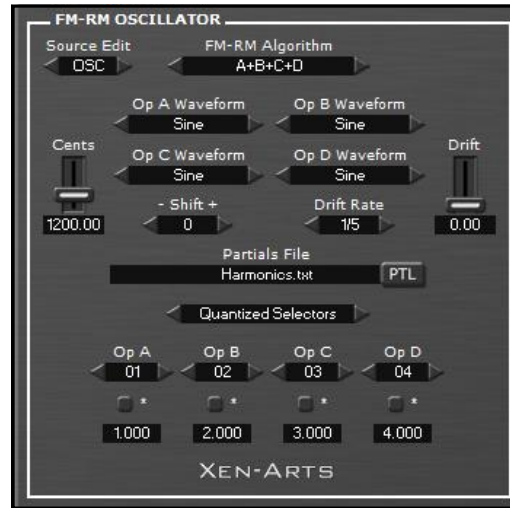 FM-RM OSCILLATOR
Source Edit FM-RM Algorithm
OSC A+B+C+D
Op A Waveform Op B Waveform
Sine Sine
Cents Drift
Op C Waveform Op D Waveform
Sine Sine
- Shift + Drift Rate
1200.00 0 1/5 0.00
Partials File
Harmonics.txt PTL
Quantized Selectors
Op A Op B Op C Op D
01 02 03 04
* * * *
1.000 2.000 3.000 4.000
XEN-ARTS